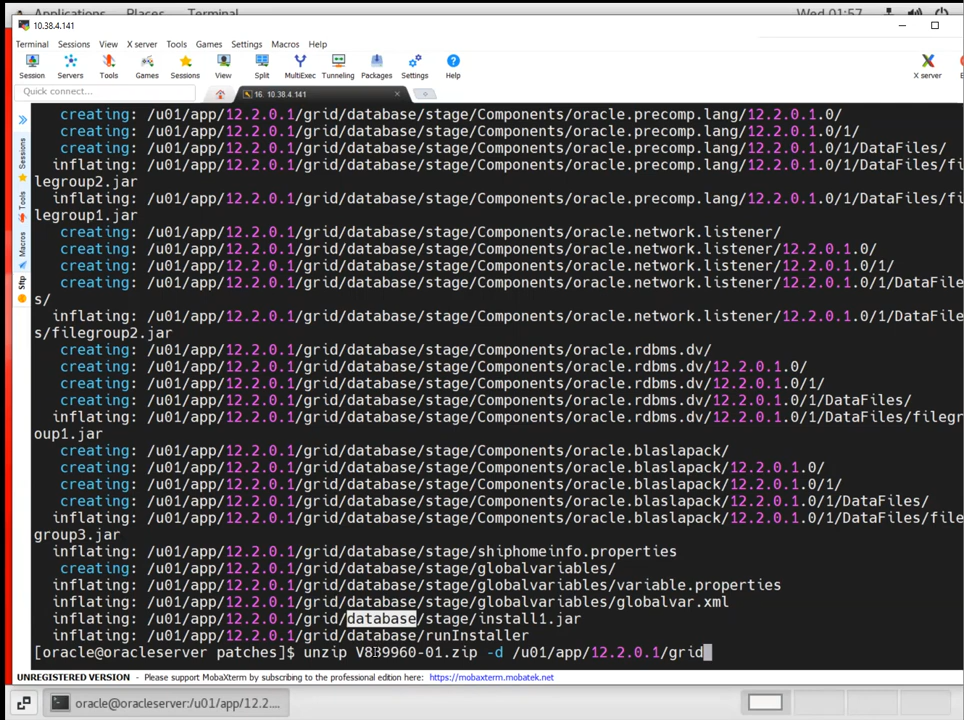 Applications Places Terminal Wed 01:57
10.38.4.141
Terminal Sessions View X server Tools Games Settings Macros Help
Session Servers Tools Games Sessions View Split MultiExec Tunneling Packages Settings Help X server
Quick connect...
16. 10.38.4.141
Sessions
Tools
Macros
Sftp
creating: /u01/app/12.2.0.1/grid/database/stage/Components/oracle.precomp.lang/12.2.0.1.0/
creating: /u01/app/12.2.0.1/grid/database/stage/Components/oracle.precomp.lang/12.2.0.1.0/1/
creating: /u01/app/12.2.0.1/grid/database/stage/Components/oracle.precomp.lang/12.2.0.1.0/1/DataFiles/
inflating: /u01/app/12.2.0.1/grid/database/stage/Components/oracle.precomp.lang/12.2.0.1.0/1/DataFiles/fi
legroup2.jar
inflating: /u01/app/12.2.0.1/grid/database/stage/Components/oracle.precomp.lang/12.2.0.1.0/1/DataFiles/fi
legroup1.jar
creating: /u01/app/12.2.0.1/grid/database/stage/Components/oracle.network.listener/
creating: /u01/app/12.2.0.1/grid/database/stage/Components/oracle.network.listener/12.2.0.1.0/
creating: /u01/app/12.2.0.1/grid/database/stage/Components/oracle.network.listener/12.2.0.1.0/1/
creating: /u01/app/12.2.0.1/grid/database/stage/Components/oracle.network.listener/12.2.0.1.0/1/DataFile
s/
inflating: /u01/app/12.2.0.1/grid/database/stage/Components/oracle.network.listener/12.2.0.1.0/1/DataFile
s/filegroup2.jar
creating: /u01/app/12.2.0.1/grid/database/stage/Components/oracle.rdbms.dv/
creating: /u01/app/12.2.0.1/grid/database/stage/Components/oracle.rdbms.dv/12.2.0.1.0/
creating: /u01/app/12.2.0.1/grid/database/stage/Components/oracle.rdbms.dv/12.2.0.1.0/1/
creating: /u01/app/12.2.0.1/grid/database/stage/Components/oracle.rdbms.dv/12.2.0.1.0/1/DataFiles/
inflating: /u01/app/12.2.0.1/grid/database/stage/Components/oracle.rdbms.dv/12.2.0.1.0/1/DataFiles/filegr
oup1.jar
creating: /u01/app/12.2.0.1/grid/database/stage/Components/oracle.blaslapack/
creating: /u01/app/12.2.0.1/grid/database/stage/Components/oracle.blaslapack/12.2.0.1.0/
creating: /u01/app/12.2.0.1/grid/database/stage/Components/oracle.blaslapack/12.2.0.1.0/1/
creating: /u01/app/12.2.0.1/grid/database/stage/Components/oracle.blaslapack/12.2.0.1.0/1/DataFiles/
inflating: /u01/app/12.2.0.1/grid/database/stage/Components/oracle.blaslapack/12.2.0.1.0/1/DataFiles/file
group3.jar
inflating: /u01/app/12.2.0.1/grid/database/stage/shiphomeinfo.properties
creating: /u01/app/12.2.0.1/grid/database/stage/globalvariables/
inflating: /u01/app/12.2.0.1/grid/database/stage/globalvariables/variable.properties
inflating: /u01/app/12.2.0.1/grid/database/stage/globalvariables/globalvar.xml
inflating: /u01/app/12.2.0.1/grid/database/stage/install1.jar
inflating: /u01/app/12.2.0.1/grid/database/runInstaller
[oracle@oracleserver patches]$ unzip V839960-01.zip -d /u01/app/12.2.0.1/grid
UNREGISTERED VERSION - Please support MobaXterm by subscribing to the professional edition here: https://mobaxterm.mobatek.net
oracle@oracleserver:/u01/app/12.2....